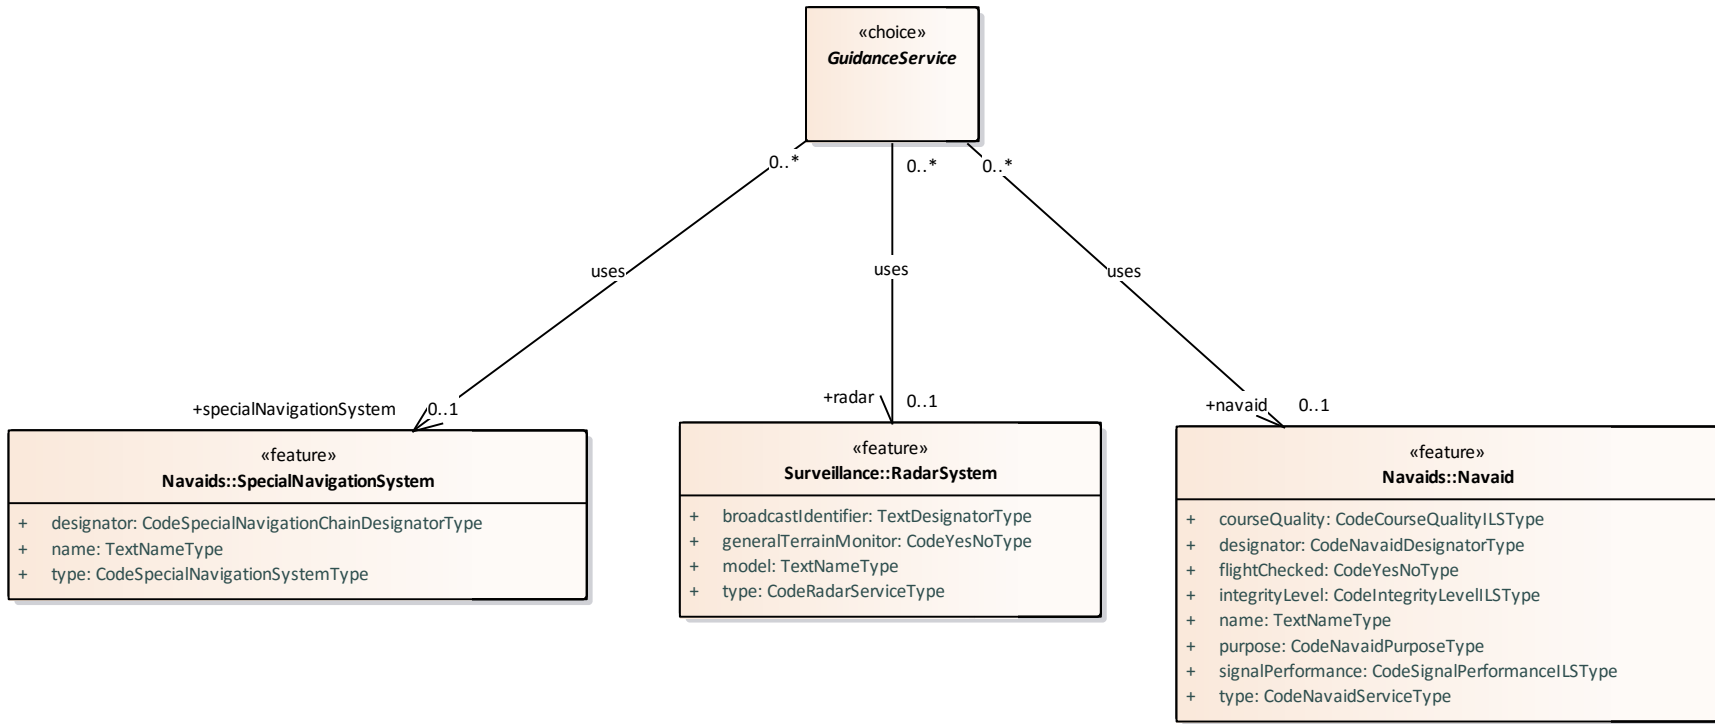 «choice»
GuidanceService
0..*
0..*
0..*
uses
uses
uses
+specialNavigationSystem
0..1
+radar
0..1
+navaid
0..1
«feature»
Navaids::SpecialNavigationSystem
+ designator: CodeSpecialNavigationChainDesignatorType
+ name: TextNameType
+ type: CodeSpecialNavigationSystemType
«feature»
Surveillance::RadarSystem
+ broadcastIdentifier: TextDesignatorType
+ generalTerrainMonitor: CodeYesNoType
+ model: TextNameType
+ type: CodeRadarServiceType
«feature»
Navaids::Navaid
+ courseQuality: CodeCourseQualityILSType
+ designator: CodeNavaidDesignatorType
+ flightChecked: CodeYesNoType
+ integrityLevel: CodeIntegrityLevelILSType
+ name: TextNameType
+ purpose: CodeNavaidPurposeType
+ signalPerformance: CodeSignalPerformanceILSType
+ type: CodeNavaidServiceType